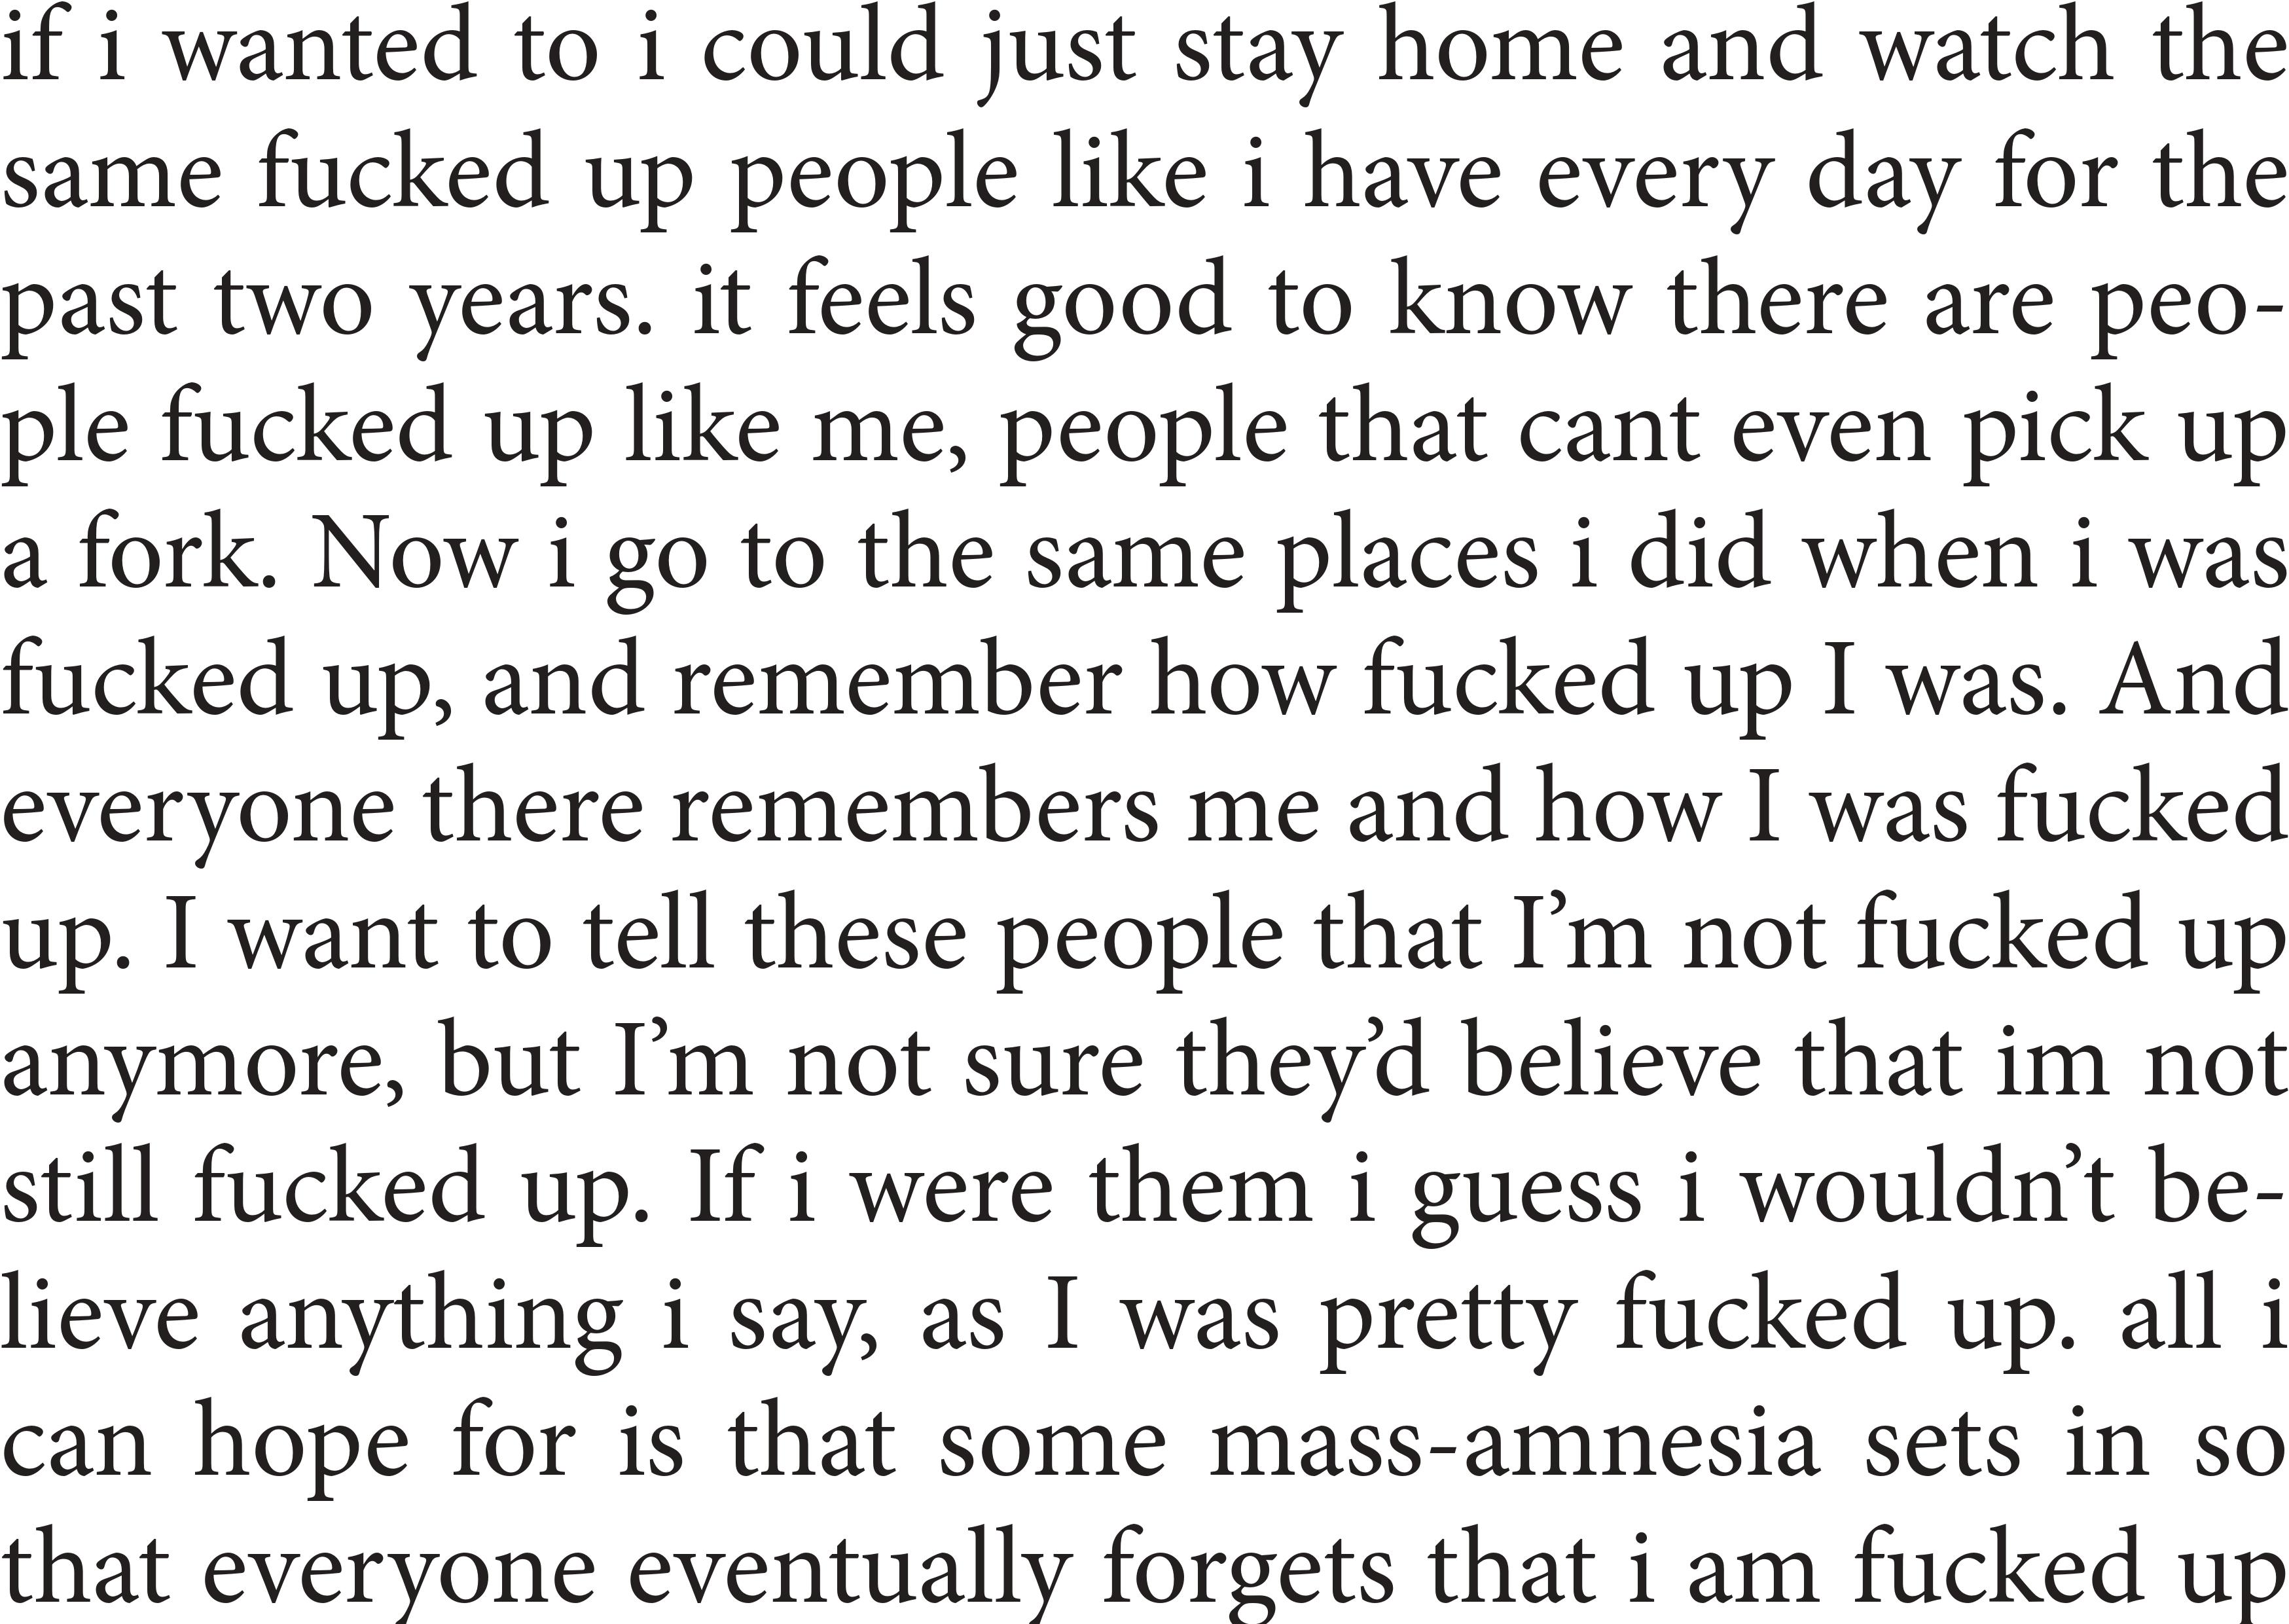 if i wanted to i could just stay home and watch the
same fucked up people like i have every day for the
past two years. it feels good to know there are peo-
ple fucked up like me, people that cant even pick up
a fork. Now i go to the same places i did when i was
fucked up, and remember how fucked up I was. And
everyone there remembers me and how I was fucked
up. I want to tell these people that I’m not fucked up
anymore, but I’m not sure they’d believe that im not
still fucked up. If i were them i guess i wouldn’t be-
lieve anything i say, as I was pretty fucked up. all i
can hope for is that some mass-amnesia sets in so
that everyone eventually forgets that i am fucked up